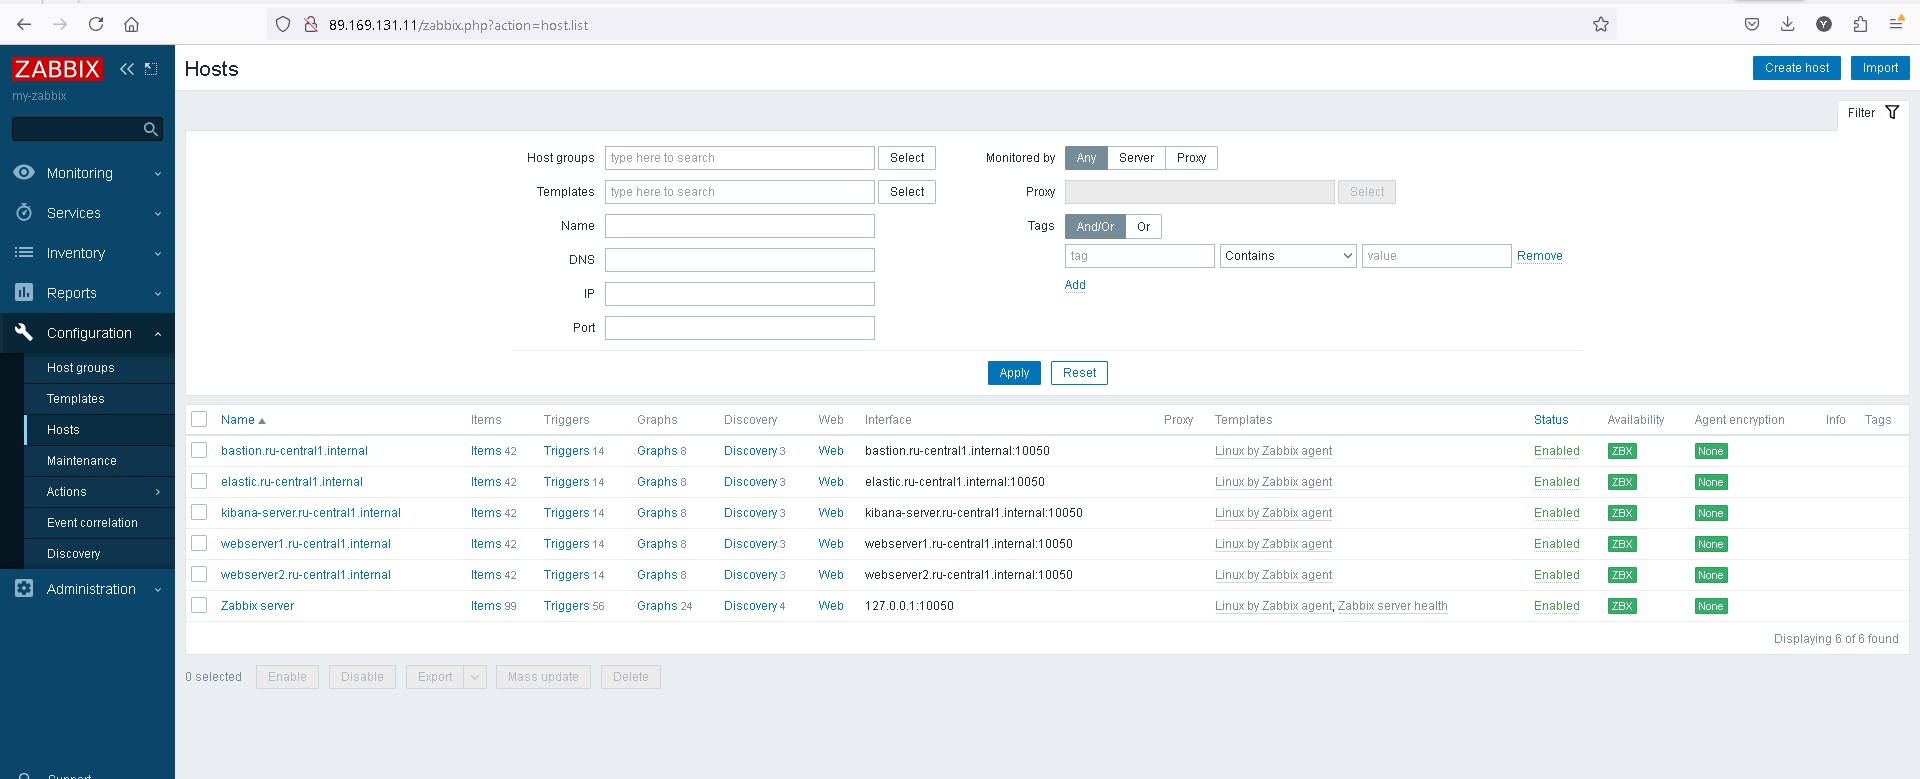 89.169.131.11/zabbix.php?action=host.list
Y
ZABBIX
my-zabbix
Monitoring
Services
Inventory
Reports
Configuration
Host groups
Templates
Hosts
Maintenance
Actions
Event correlation
Discovery
Administration
Support
Hosts
Create host Import
Filter
Host groups type here to search Select
Templates type here to search Select
Name
DNS
IP
Port
Monitored by Any Server Proxy
Proxy Select
Tags And/Or Or
tag Contains value Remove
Add
Apply Reset
Name Items Triggers Graphs Discovery Web Interface Proxy Templates Status Availability Agent encryption Info Tags
bastion.ru-central1.internal Items 42 Triggers 14 Graphs 8 Discovery 3 Web bastion.ru-central1.internal:10050 Linux by Zabbix agent Enabled ZBX None
elastic.ru-central1.internal Items 42 Triggers 14 Graphs 8 Discovery 3 Web elastic.ru-central1.internal:10050 Linux by Zabbix agent Enabled ZBX None
kibana-server.ru-central1.internal Items 42 Triggers 14 Graphs 8 Discovery 3 Web kibana-server.ru-central1.internal:10050 Linux by Zabbix agent Enabled ZBX None
webserver1.ru-central1.internal Items 42 Triggers 14 Graphs 8 Discovery 3 Web webserver1.ru-central1.internal:10050 Linux by Zabbix agent Enabled ZBX None
webserver2.ru-central1.internal Items 42 Triggers 14 Graphs 8 Discovery 3 Web webserver2.ru-central1.internal:10050 Linux by Zabbix agent Enabled ZBX None
Zabbix server Items 99 Triggers 56 Graphs 24 Discovery 4 Web 127.0.0.1:10050 Linux by Zabbix agent, Zabbix server health Enabled ZBX None
Displaying 6 of 6 found
0 selected Enable Disable Export Mass update Delete